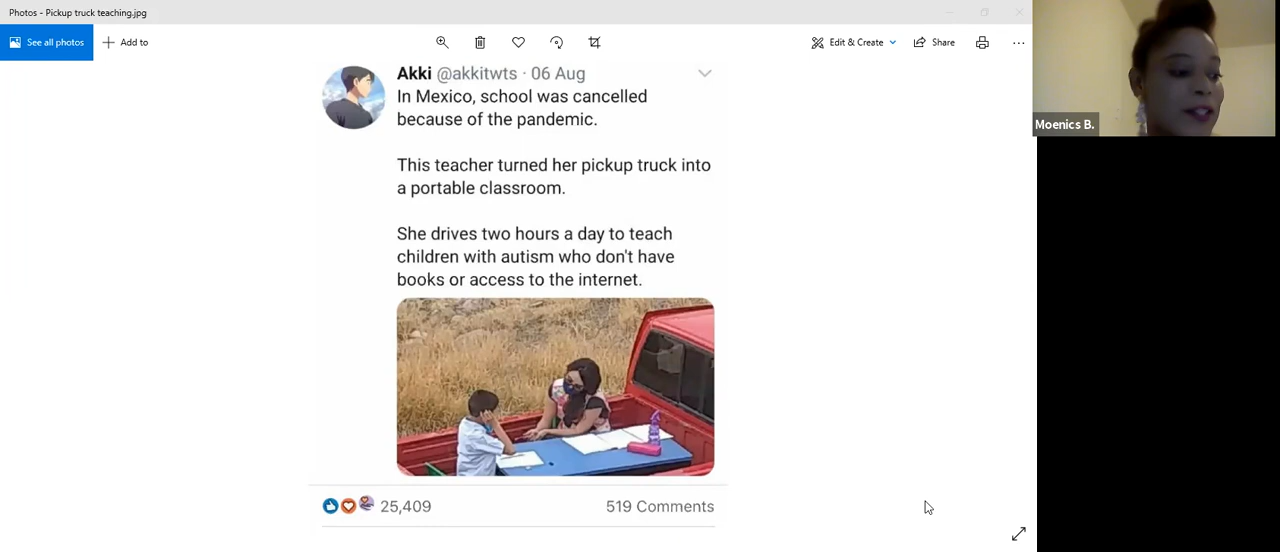 Photos - Pickup truck teaching.jpg
See all photos
Add to
Edit & Create
Share
Akki @akkitwts · 06 Aug
In Mexico, school was cancelled
because of the pandemic.
This teacher turned her pickup truck into
a portable classroom.
She drives two hours a day to teach
children with autism who don't have
books or access to the internet.
25,409
519 Comments
Moenics B.